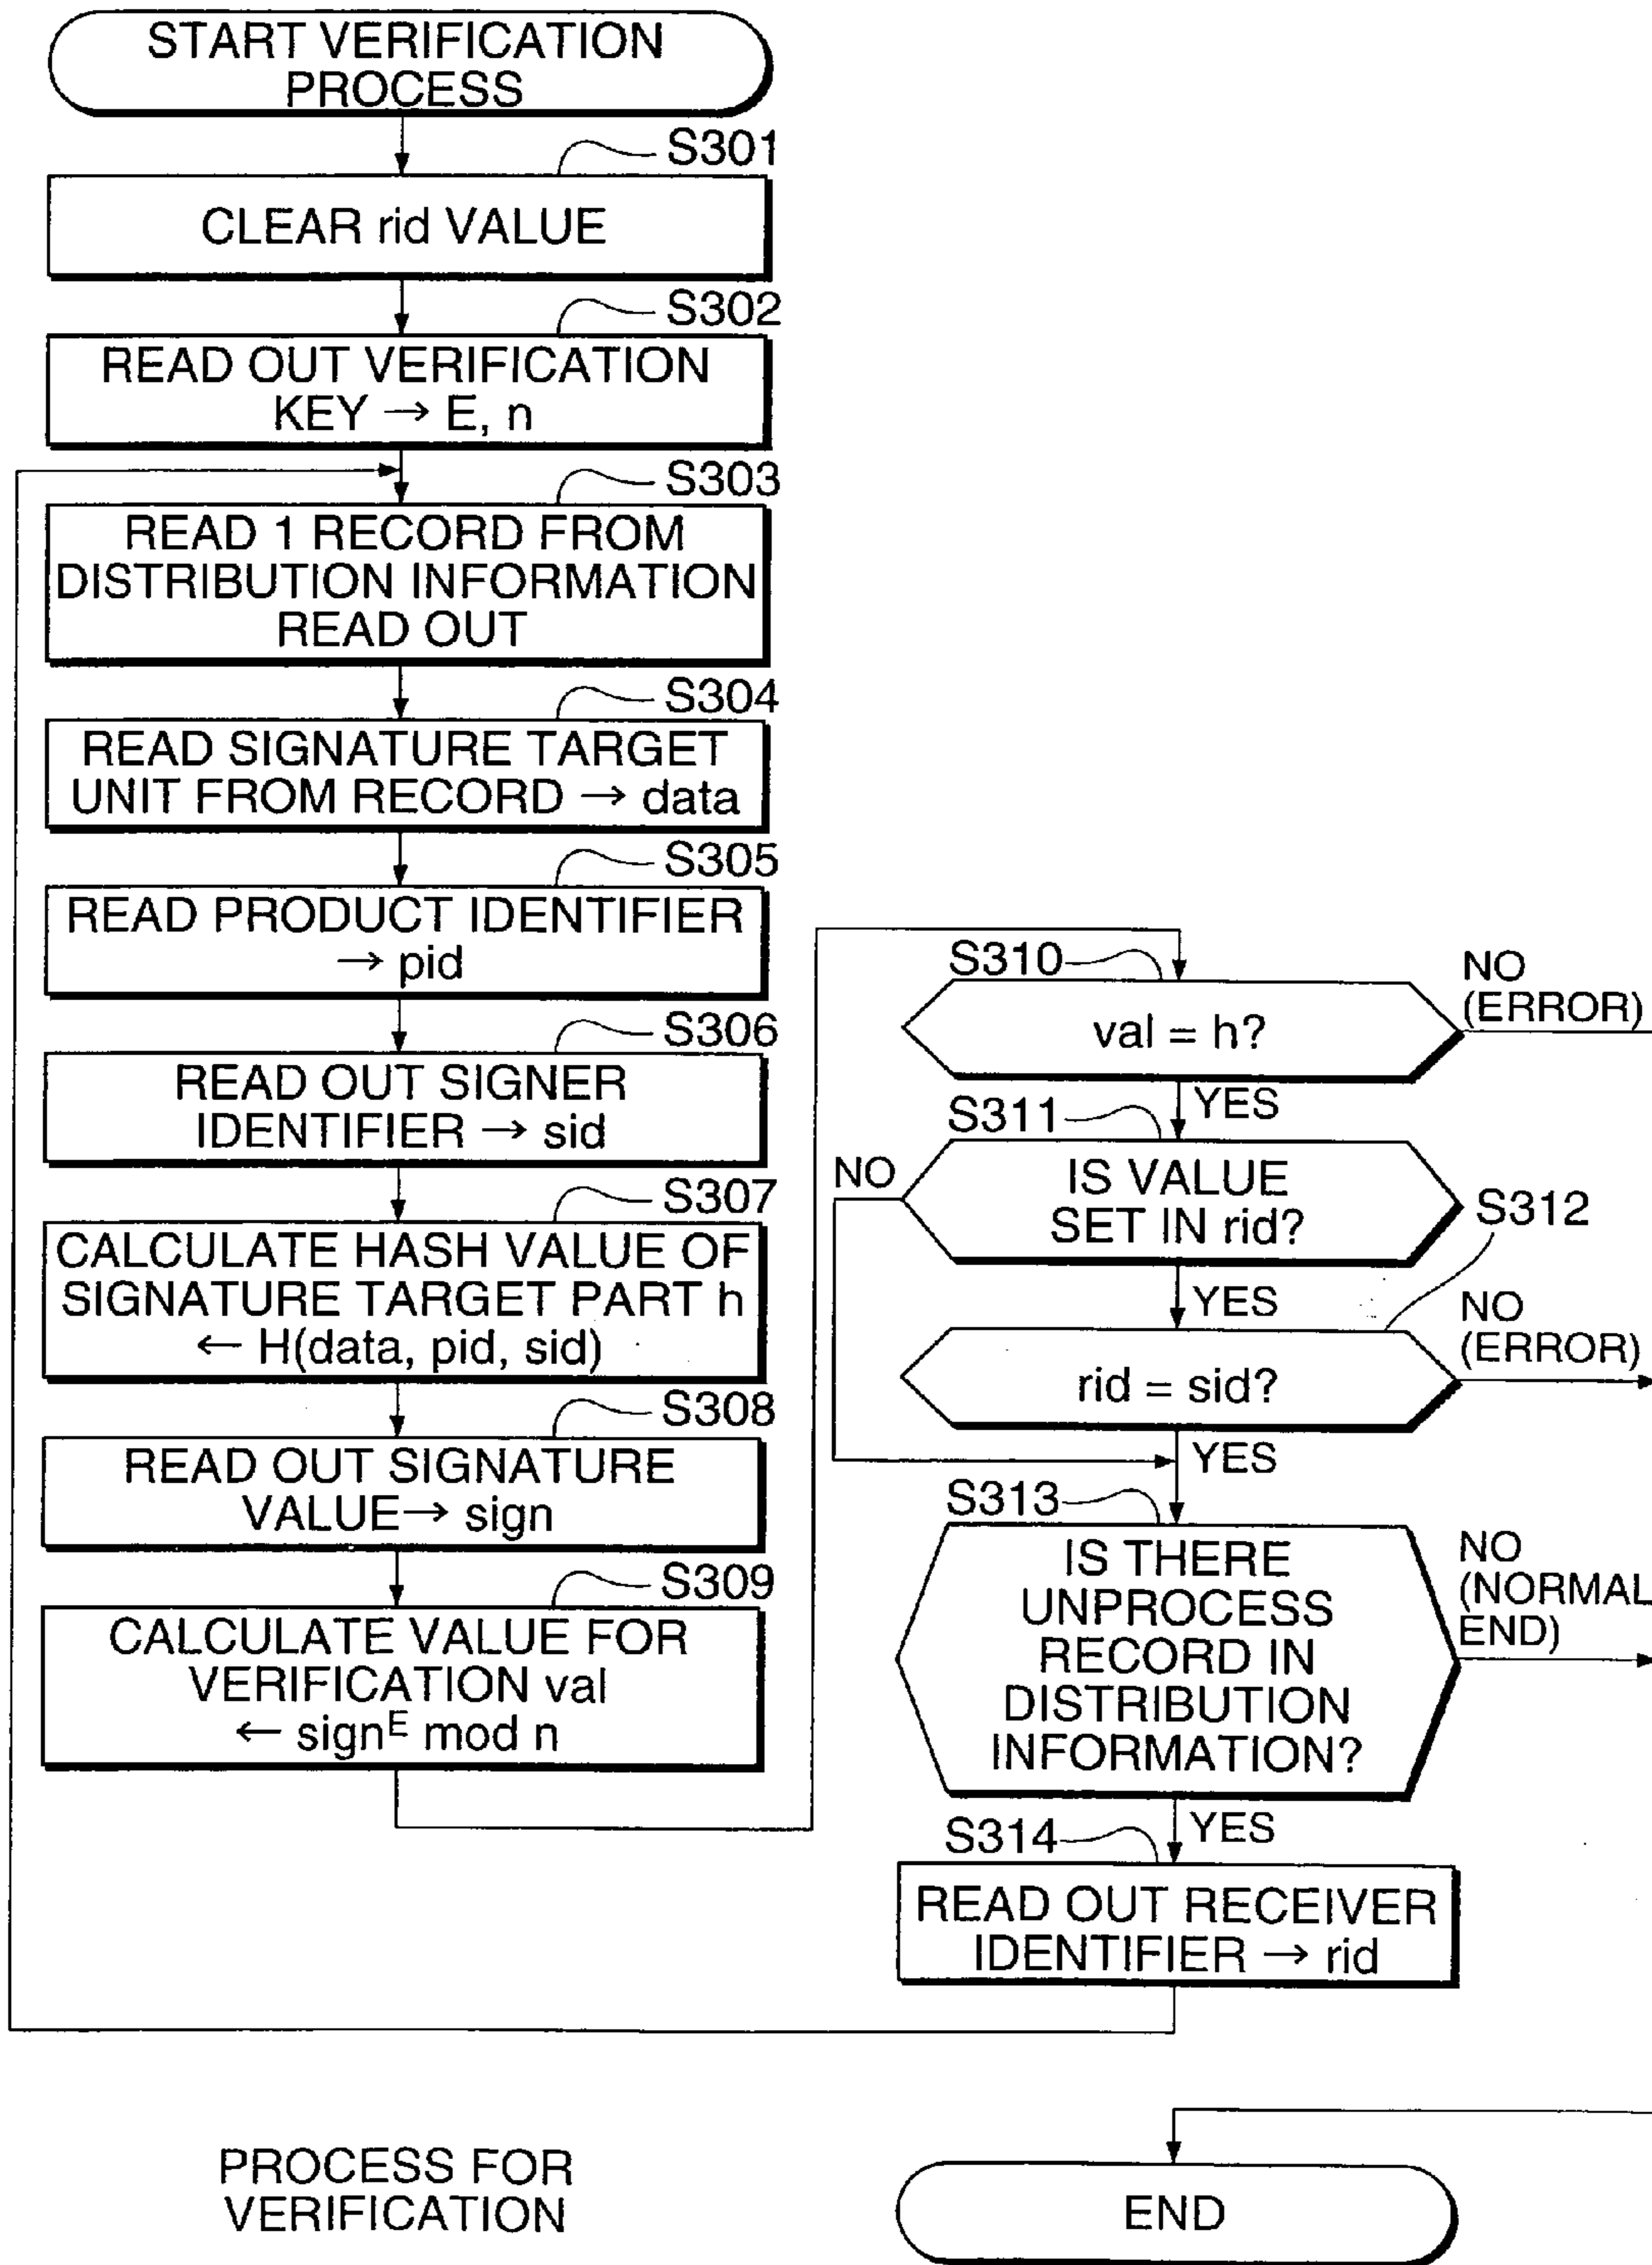 START VERIFICATION
PROCESS
S301
CLEAR rid VALUE
S302
READ OUT VERIFICATION
KEY → E, n
S303
READ 1 RECORD FROM
DISTRIBUTION INFORMATION
READ OUT
S304
READ SIGNATURE TARGET
UNIT FROM RECORD → data
S305
READ PRODUCT IDENTIFIER
→ pid
S306
READ OUT SIGNER
IDENTIFIER → sid
S307
CALCULATE HASH VALUE OF
SIGNATURE TARGET PART h
← H(data, pid, sid)
S308
READ OUT SIGNATURE
VALUE→ sign
S309
CALCULATE VALUE FOR
VERIFICATION val
← sign^E mod n
S310
val = h?
NO
(ERROR)
YES
S311
IS VALUE
SET IN rid?
NO
YES
S312
rid = sid?
NO
(ERROR)
YES
S313
IS THERE
UNPROCESS
RECORD IN
DISTRIBUTION
INFORMATION?
NO
(NORMAL
END)
YES
S314
READ OUT RECEIVER
IDENTIFIER → rid
PROCESS FOR
VERIFICATION
END